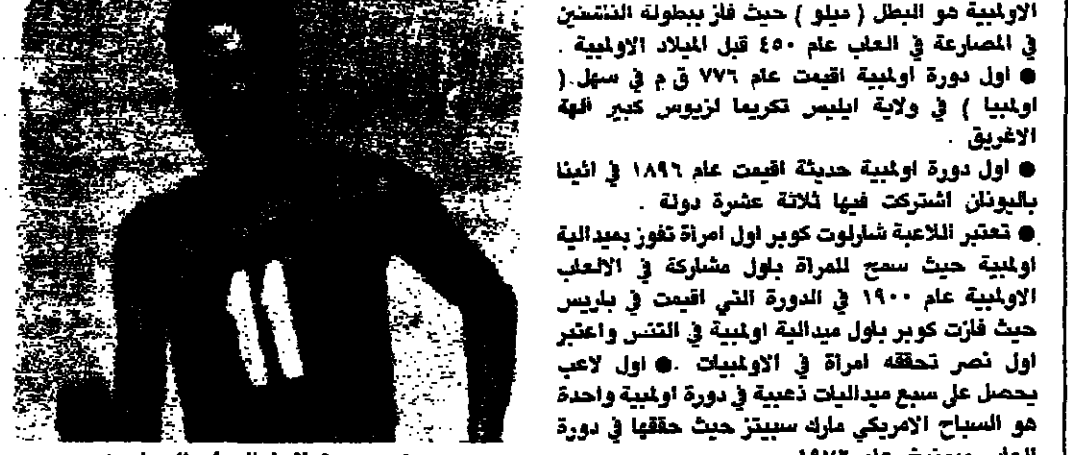 الاولمبية هو البطل ( ميلو ) حيث فاز ببطولة الناشئين
في المصارعة في العاب عام ٤٥٠ قبل الميلاد الاولمبية .
● اول دورة اولمبية اقيمت عام ٧٧٦ ق م في سهل (
اولمبيا ) في ولاية ايليس تكريما لزيوس كبير الهة
الاغريق .
● اول دورة اولمبية حديثة اقيمت عام ١٨٩٦ في اثينا
باليونان اشتركت فيها ثلاثة عشرة دولة .
● تعتبر اللاعبة شارلوت كوبر اول امراة تفوز بميدالية
اولمبية حيث سمح للمراة باول مشاركة في الالعاب
الاولمبية عام ١٩٠٠ في الدورة التي اقيمت في باريس
حيث فازت كوبر باول ميدالية اولمبية في التنس واعتبر
اول نصر تحققه امراة في الاولمبيات . ● اول لاعب
يحصل على سبع ميداليات ذهبية في دورة اولمبية واحدة
هو السباح الامريكي مارك سبيتز حيث حققها في دورة